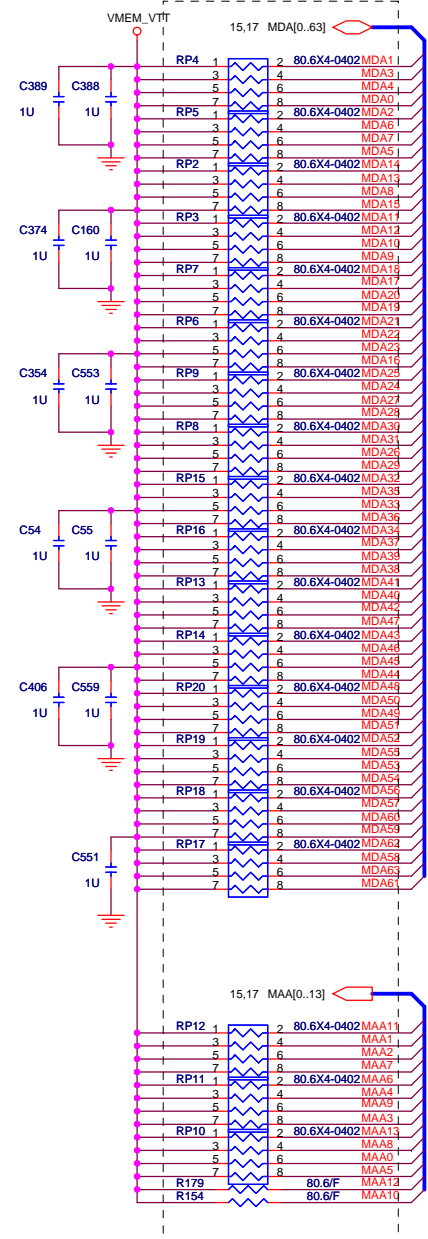 VMEM_VTT
15,17 MDA[0..63]
RP4 1 2 80.6X4-0402 MDA1
3 4 MDA3
5 6 MDA4
7 8 MDA0
RP5 1 2 80.6X4-0402 MDA2
3 4 MDA6
5 6 MDA7
7 8 MDA5
RP2 1 2 80.6X4-0402 MDA14
3 4 MDA13
5 6 MDA8
7 8 MDA15
RP3 1 2 80.6X4-0402 MDA11
3 4 MDA12
5 6 MDA10
7 8 MDA9
RP7 1 2 80.6X4-0402 MDA18
3 4 MDA17
5 6 MDA20
7 8 MDA19
RP6 1 2 80.6X4-0402 MDA21
3 4 MDA22
5 6 MDA23
7 8 MDA16
RP9 1 2 80.6X4-0402 MDA25
3 4 MDA24
5 6 MDA27
7 8 MDA28
RP8 1 2 80.6X4-0402 MDA30
3 4 MDA31
5 6 MDA26
7 8 MDA29
RP15 1 2 80.6X4-0402 MDA32
3 4 MDA35
5 6 MDA33
7 8 MDA36
RP16 1 2 80.6X4-0402 MDA34
3 4 MDA37
5 6 MDA39
7 8 MDA38
RP13 1 2 80.6X4-0402 MDA41
3 4 MDA40
5 6 MDA42
7 8 MDA47
RP14 1 2 80.6X4-0402 MDA43
3 4 MDA46
5 6 MDA45
7 8 MDA44
RP20 1 2 80.6X4-0402 MDA48
3 4 MDA50
5 6 MDA49
7 8 MDA51
RP19 1 2 80.6X4-0402 MDA52
3 4 MDA55
5 6 MDA53
7 8 MDA54
RP18 1 2 80.6X4-0402 MDA56
3 4 MDA57
5 6 MDA60
7 8 MDA59
RP17 1 2 80.6X4-0402 MDA62
3 4 MDA58
5 6 MDA63
7 8 MDA61
C389 C388
1U 1U
C374 C160
1U 1U
C354 C553
1U 1U
C54 C55
1U 1U
C406 C559
1U 1U
C551
1U
15,17 MAA[0..13]
RP12 1 2 80.6X4-0402 MAA11
3 4 MAA1
5 6 MAA2
7 8 MAA7
RP11 1 2 80.6X4-0402 MAA6
3 4 MAA4
5 6 MAA9
7 8 MAA3
RP10 1 2 80.6X4-0402 MAA13
3 4 MAA8
5 6 MAA0
7 8 MAA5
R179 80.6/F MAA12
R154 80.6/F MAA10